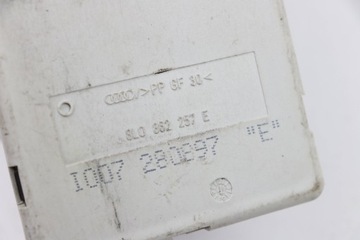 >PP GF 30<
8L0 862 257 E
1007 280897 "E"